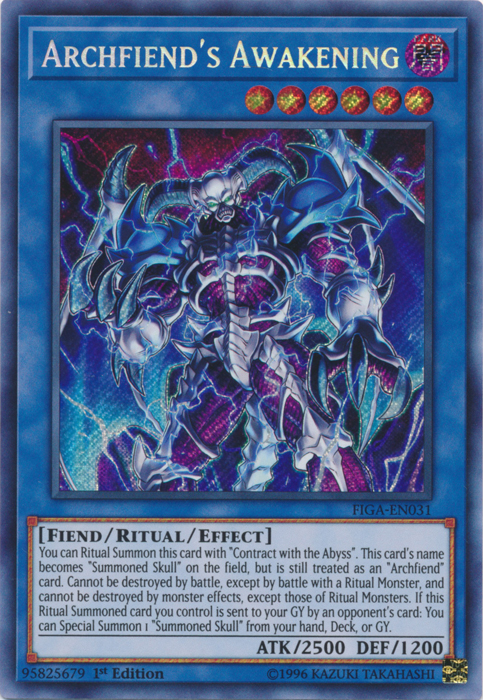 ARCHFIEND'S AWAKENING
FIGA-EN031
[FIEND/RITUAL/EFFECT]
You can Ritual Summon this card with "Contract with the Abyss". This card's name
becomes "Summoned Skull" on the field, but is still treated as an "Archfiend"
card. Cannot be destroyed by battle, except by battle with a Ritual Monster, and
cannot be destroyed by monster effects, except those of Ritual Monsters. If this
Ritual Summoned card you control is sent to your GY by an opponent's card: You
can Special Summon 1 "Summoned Skull" from your hand, Deck, or GY.
ATK/2500 DEF/1200
95825679 1st Edition ©1996 KAZUKI TAKAHASHI